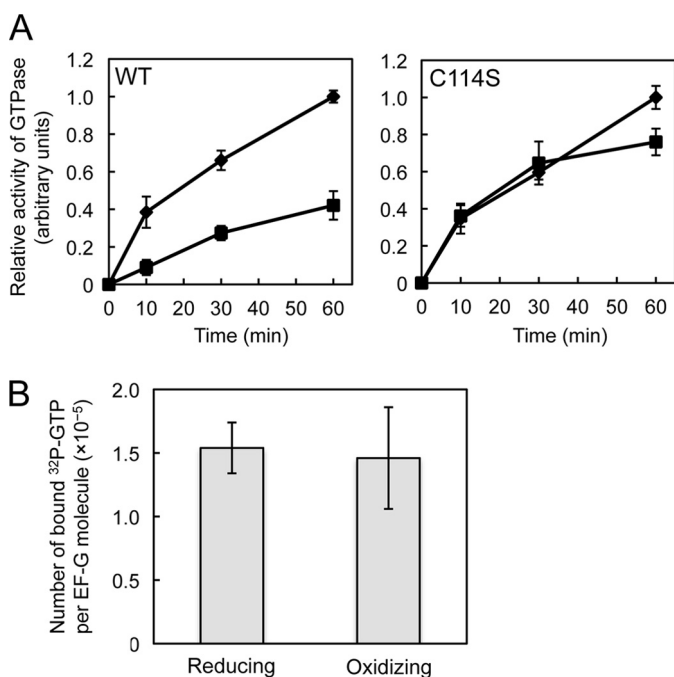 A
Relative activity of GTPase
(arbitrary units)
WT
1.2
1.0
0.8
0.6
0.4
0.2
0
0 10 20 30 40 50 60
Time (min)
C114S
1.2
1.0
0.8
0.6
0.4
0.2
0
0 10 20 30 40 50 60
Time (min)
B
Number of bound ³²P-GTP
per EF-G molecule (×10⁻⁵)
2.0
1.5
1.0
0.5
0
Reducing Oxidizing